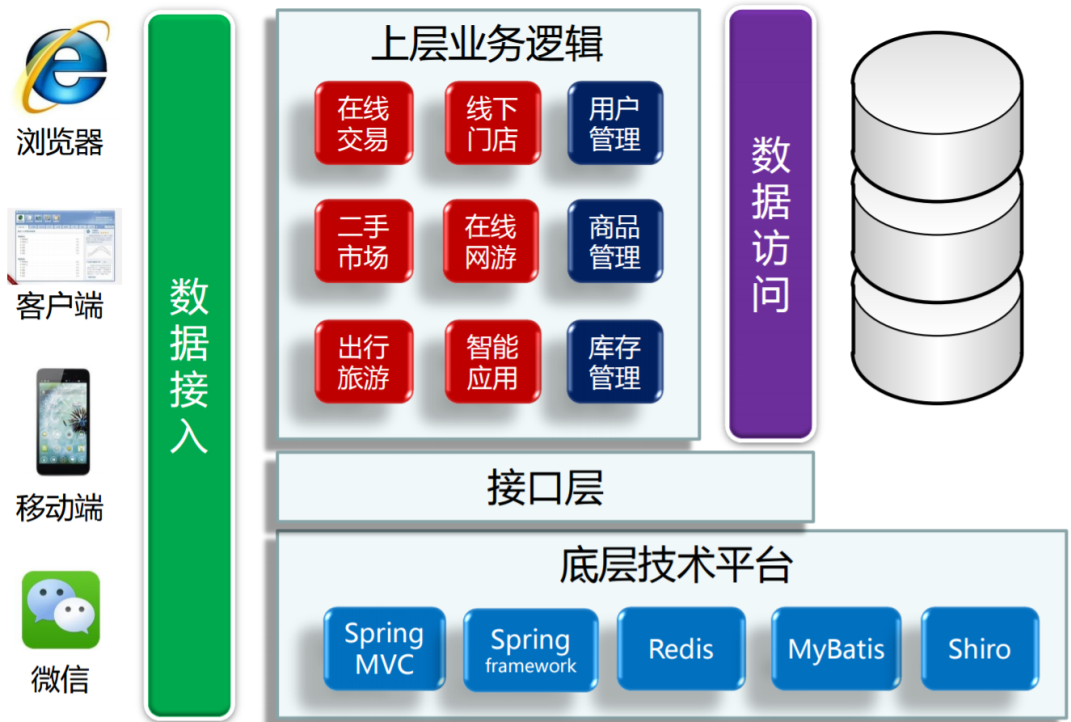 浏览器
客户端
移动端
微信
数
据
接
入
上层业务逻辑
在线
交易
线下
门店
用户
管理
二手
市场
在线
网游
商品
管理
出行
旅游
智能
应用
库存
管理
数
据
访
问
接口层
底层技术平台
Spring
MVC
Spring
framework
Redis
MyBatis
Shiro